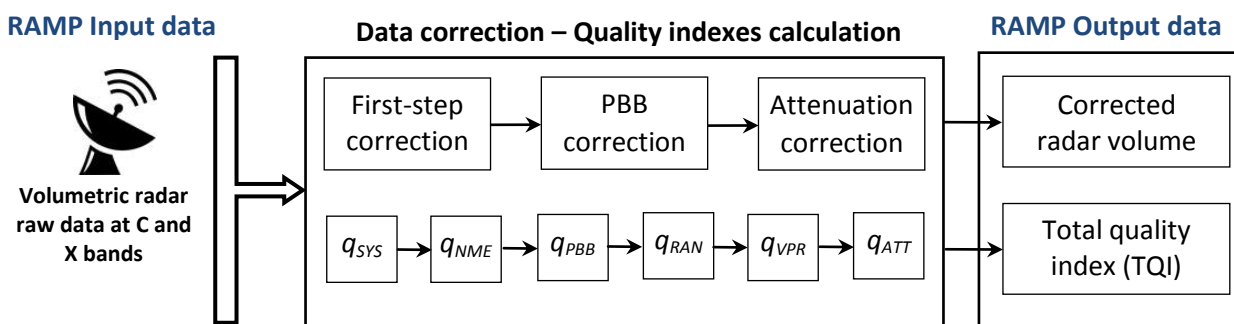 RAMP Input data
Volumetric radar
raw data at C and
X bands
Data correction – Quality indexes calculation
First-step
correction
PBB
correction
Attenuation
correction
qSYS
qNME
qPBB
qRAN
qVPR
qATT
RAMP Output data
Corrected
radar volume
Total quality
index (TQI)